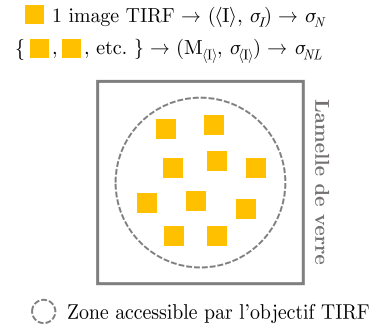 1 image TIRF → (⟨I⟩, σ_I) → σ_N
{ , , etc. } → (M_⟨I⟩, σ_⟨I⟩) → σ_NL
Lamelle de verre
Zone accessible par l'objectif TIRF